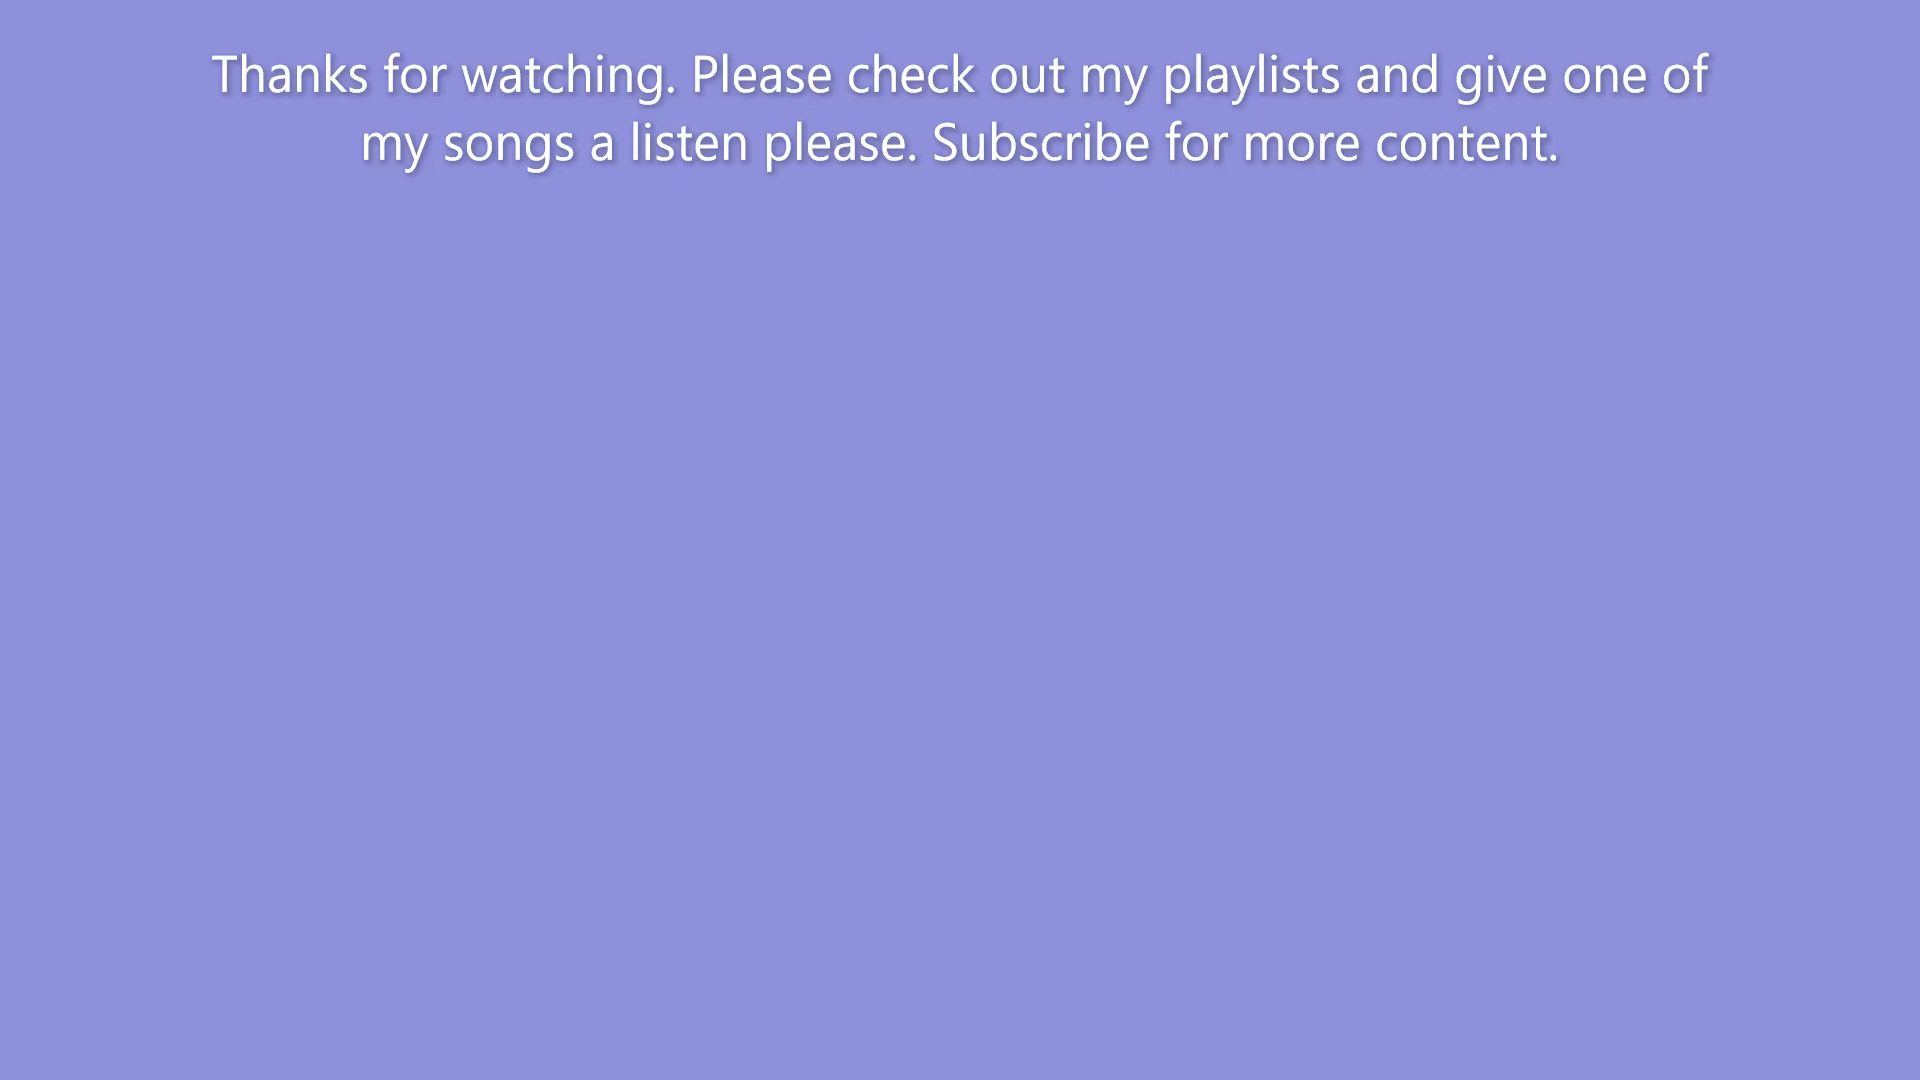 Thanks for watching. Please check out my playlists and give one of
my songs a listen please. Subscribe for more content.